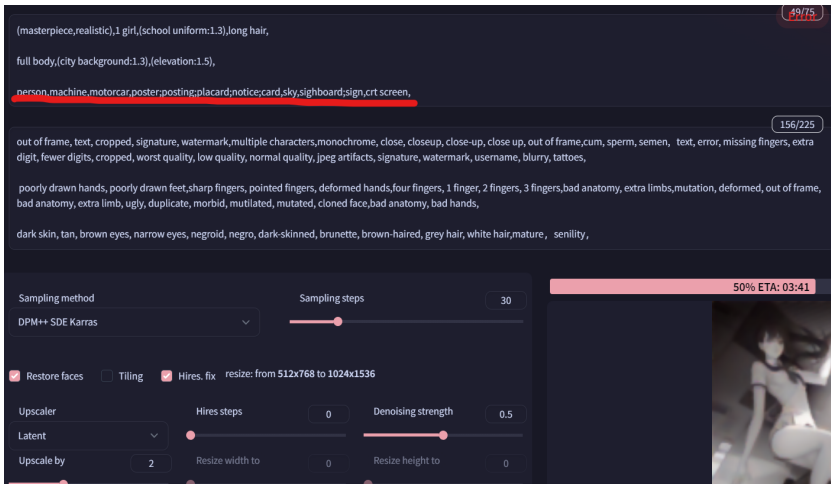 49/75
(masterpiece,realistic),1 girl,(school uniform:1.3),long hair,
full body,(city background:1.3),(elevation:1.5),
person,machine,motorcar,poster;posting;placard;notice;card,sky,sighboard;sign,crt screen,
156/225
out of frame, text, cropped, signature, watermark,multiple characters,monochrome, close, closeup, close-up, close up, out of frame,cum, sperm, semen, text, error, missing fingers, extra
digit, fewer digits, cropped, worst quality, low quality, normal quality, jpeg artifacts, signature, watermark, username, blurry, tattoes,
poorly drawn hands, poorly drawn feet,sharp fingers, pointed fingers, deformed hands,four fingers, 1 finger, 2 fingers, 3 fingers,bad anatomy, extra limbs,mutation, deformed, out of frame,
bad anatomy, extra limb, ugly, duplicate, morbid, mutilated, mutated, cloned face,bad anatomy, bad hands,
dark skin, tan, brown eyes, narrow eyes, negroid, negro, dark-skinned, brunette, brown-haired, grey hair, white hair,mature，senility，
50% ETA: 03:41
Sampling method
Sampling steps
30
DPM++ SDE Karras
Restore faces
Tiling
Hires. fix
resize: from 512x768 to 1024x1536
Upscaler
Hires steps
0
Denoising strength
0.5
Latent
Upscale by
2
Resize width to
0
Resize height to
0